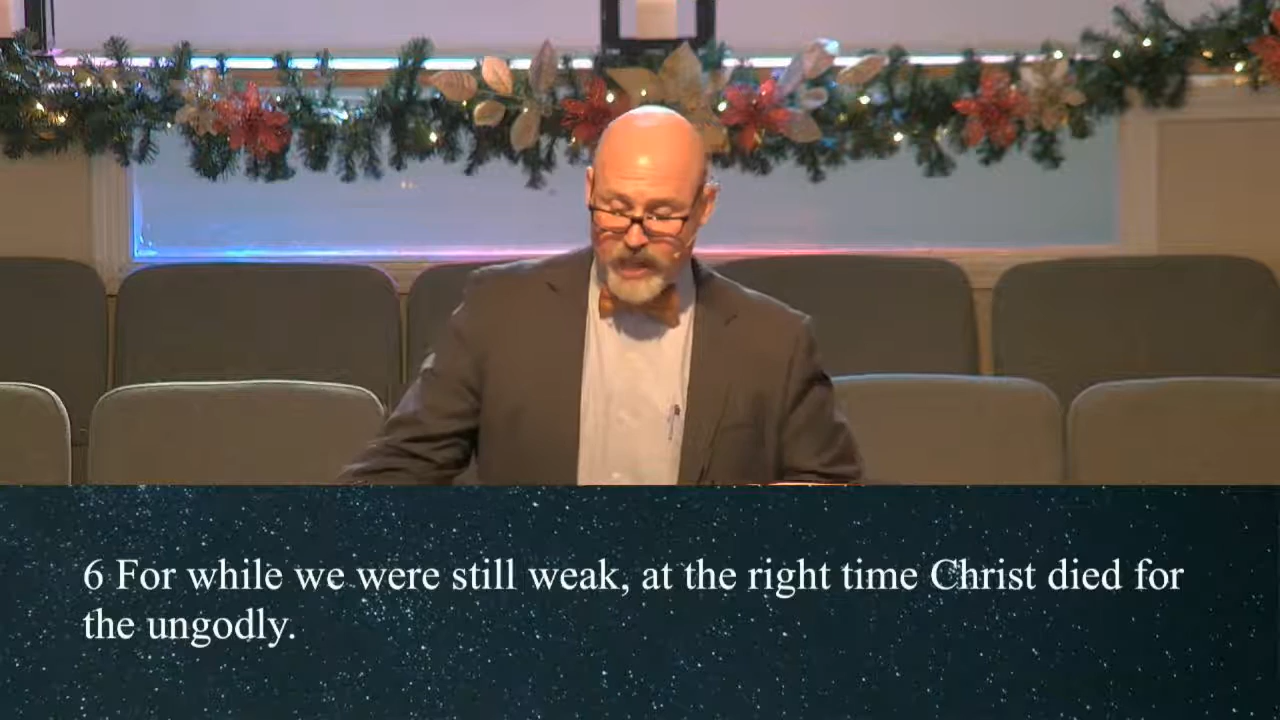 6 For while we were still weak, at the right time Christ died for
the ungodly.